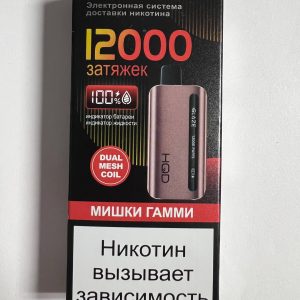 Электронная система
доставки никотина
12000
затяжек
100%
индикатор батареи
индикатор жидкости
DUAL
MESH
COIL
HQD
МИШКИ ГАММИ
Никотин
вызывает
зависимость